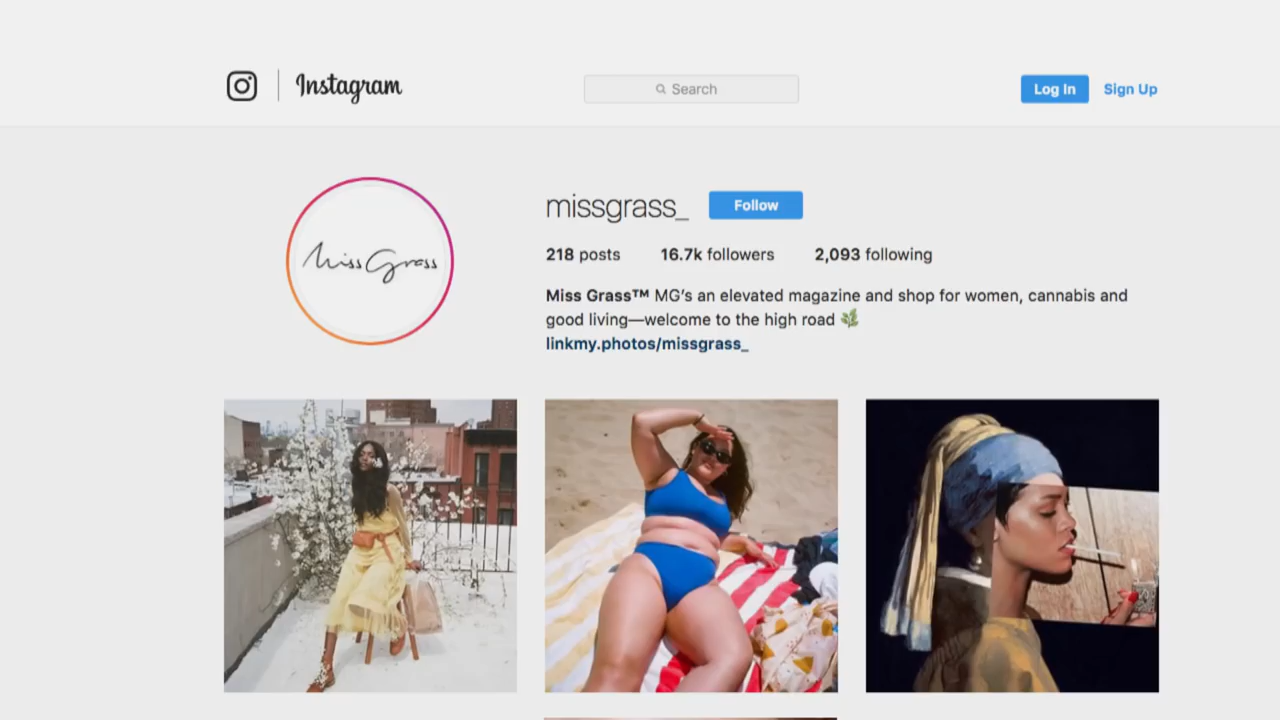 Instagram
Search
Log In
Sign Up
Miss Grass
missgrass_
Follow
218 posts
16.7k followers
2,093 following
Miss Grass™ MG's an elevated magazine and shop for women, cannabis and
good living—welcome to the high road 🌿
linkmy.photos/missgrass_